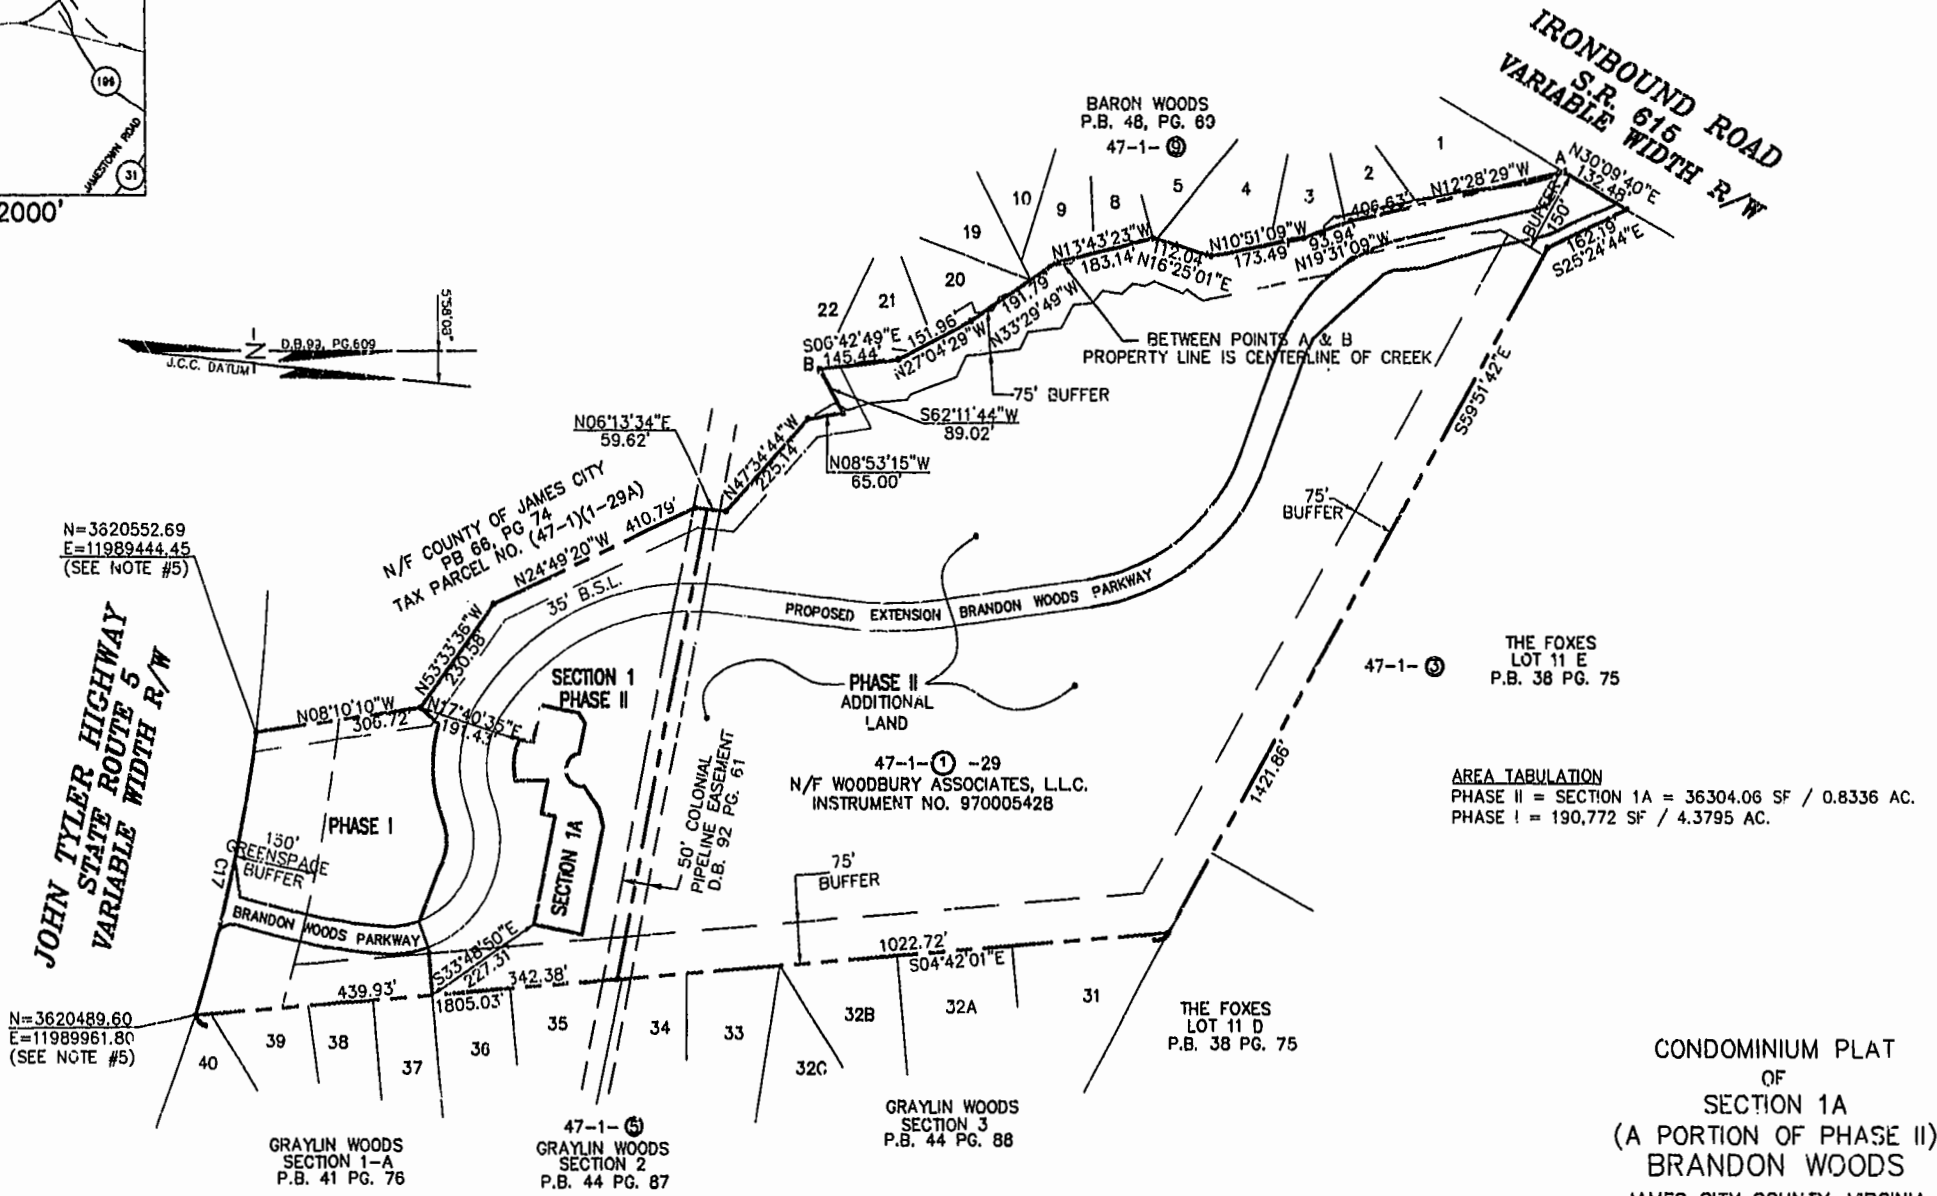 196
JAMESTOWN ROAD
31
2000'
D.B.99, PG.609
N
J.C.C. DATUM
5°58'08"
IRONBOUND ROAD
S.R. 615
VARIABLE WIDTH R/W
BARON WOODS
P.B. 48, PG. 69
47-1- 9
1
2
3
4
5
8
9
10
19
20
21
22
A
N30°09'40"E
132.48'
N12°28'29"W
406.63'
BUFFER
150'
162.19'
S25°24'44"E
93.94'
N19°31'09"W
N10°51'09"W
173.49'
112.04'
N16°25'01"E
N13°43'23"W
183.14'
191.79'
N33°29'49"W
151.96'
N27°04'29"W
S06°42'49"E
145.44'
B
BETWEEN POINTS A & B
PROPERTY LINE IS CENTERLINE OF CREEK
75' BUFFER
S62°11'44"W
89.02'
N08°53'15"W
65.00'
N06°13'34"E
59.62'
N47°34'44"W
225.14'
N/F COUNTY OF JAMES CITY
PB 66, PG 74
TAX PARCEL NO. (47-1)(1-29A)
410.79'
N24°49'20"W
35' B.S.L.
N53°33'36"W
230.58'
N=3620552.69
E=11989444.45
(SEE NOTE #5)
JOHN TYLER HIGHWAY
STATE ROUTE 5
VARIABLE WIDTH R/W
N08°10'10"W
306.72'
N17°40'35"E
191.43'
SECTION 1
PHASE II
PROPOSED EXTENSION BRANDON WOODS PARKWAY
PHASE II
ADDITIONAL
LAND
S59°51'42"E
75'
BUFFER
1421.86'
47-1- 3
THE FOXES
LOT 11 E
P.B. 38 PG. 75
47-1- 1 -29
N/F WOODBURY ASSOCIATES, L.L.C.
INSTRUMENT NO. 970005428
50' COLONIAL
PIPELINE EASEMENT
D.B. 92 PG. 61
AREA TABULATION
PHASE II = SECTION 1A = 36304.06 SF / 0.8336 AC.
PHASE I = 190,772 SF / 4.3795 AC.
PHASE I
150'
GREENSPACE
BUFFER
C17
SECTION 1A
BRANDON WOODS PARKWAY
75'
BUFFER
S33°48'50"E
227.31'
342.38'
439.93'
1805.03'
1022.72'
S04°42'01"E
N=3620489.60
E=11989961.80
(SEE NOTE #5)
40
39
38
37
36
35
34
33
32C
32B
32A
31
THE FOXES
LOT 11 D
P.B. 38 PG. 75
GRAYLIN WOODS
SECTION 1-A
P.B. 41 PG. 76
47-1- 5
GRAYLIN WOODS
SECTION 2
P.B. 44 PG. 87
GRAYLIN WOODS
SECTION 3
P.B. 44 PG. 88
CONDOMINIUM PLAT
OF
SECTION 1A
(A PORTION OF PHASE II)
BRANDON WOODS
JAMES CITY COUNTY, VIRGINIA